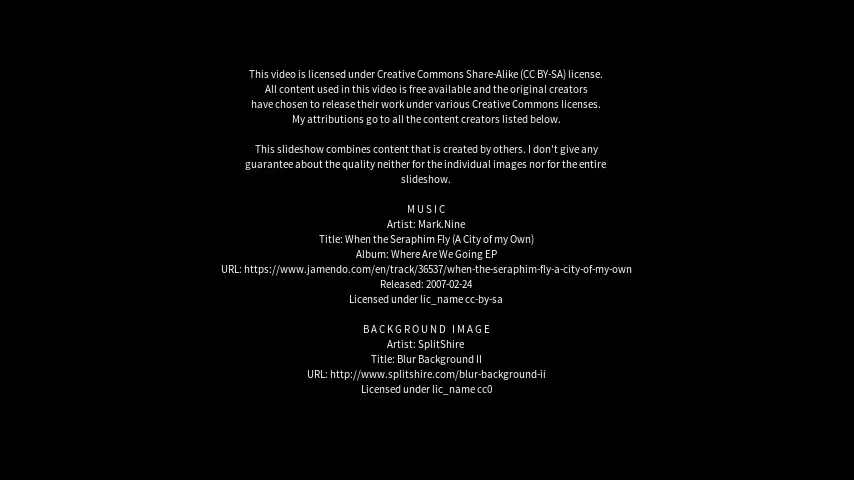 This video is licensed under Creative Commons Share-Alike (CC BY-SA) license.
All content used in this video is free available and the original creators
have chosen to release their work under various Creative Commons licenses.
My attributions go to all the content creators listed below.
This slideshow combines content that is created by others. I don't give any
guarantee about the quality neither for the individual images nor for the entire
slideshow.
MUSIC
Artist: Mark.Nine
Title: When the Seraphim Fly (A City of my Own)
Album: Where Are We Going EP
URL: https://www.jamendo.com/en/track/36537/when-the-seraphim-fly-a-city-of-my-own
Released: 2007-02-24
Licensed under lic_name cc-by-sa
BACKGROUND IMAGE
Artist: SplitShire
Title: Blur Background II
URL: http://www.splitshire.com/blur-background-ii
Licensed under lic_name cc0